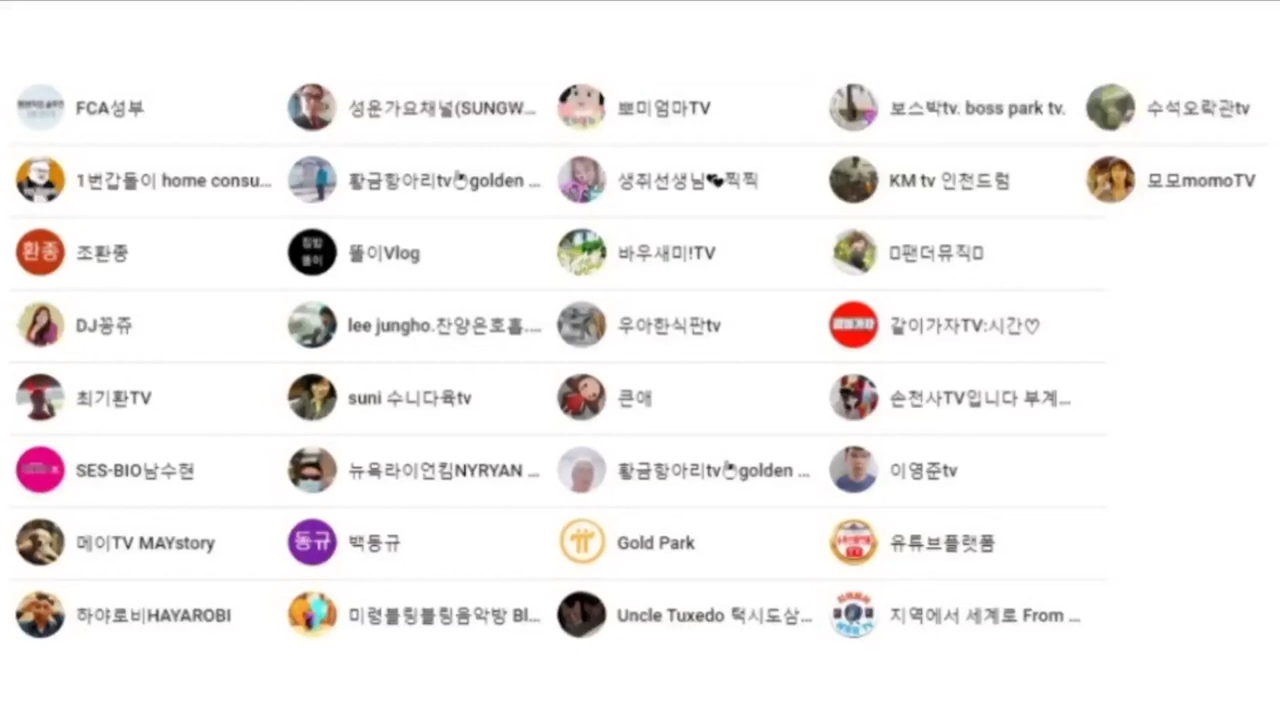 FCA성부
성운가요채널(SUNGW...
쁘미엄마TV
보스박tv. boss park tv.
수석오락관tv
1번갑돌이 home consu...
황금항아리tv golden ...
생쥐선생님 찍찍
KM tv 인천드럼
모모momoTV
환종
조환종
똘이Vlog
바우새미!TV
팬더뮤직
DJ꽁쥬
lee jungho.찬양은호흡....
우아한식판tv
같이가자TV:시간♡
최기환TV
suni 수니다육tv
큰애
손천사TV입니다 부계...
SES-BIO남수현
뉴욕라이언킴NYRYAN ...
황금항아리tv golden ...
이영준tv
메이TV MAYstory
동규
백동규
Gold Park
유튜브플랫폼
하야로비HAYAROBI
미령블링블링음악방 Bl...
Uncle Tuxedo 턱시도삼...
지역에서 세계로 From ...